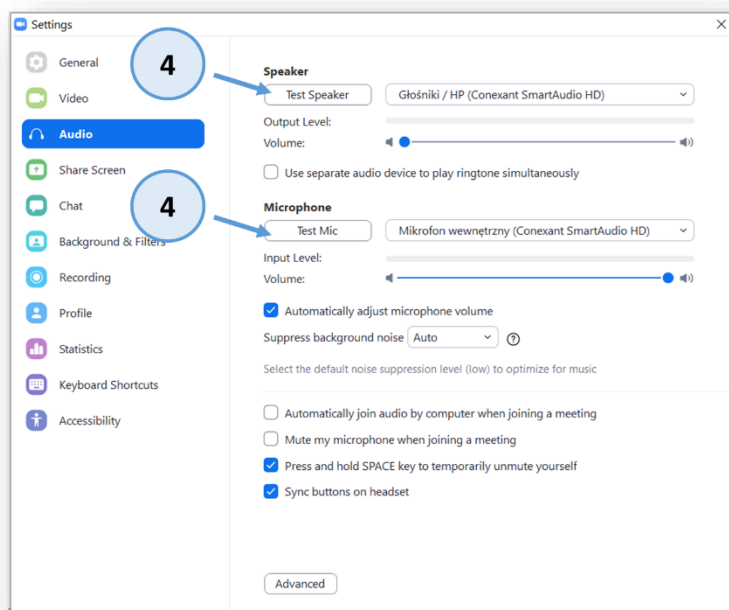 Settings
General
4
Video
Audio
Share Screen
Chat
4
Background & Filters
Recording
Profile
Statistics
Keyboard Shortcuts
Accessibility
Speaker
Test Speaker Głośniki / HP (Conexant SmartAudio HD)
Output Level:
Volume:
Use separate audio device to play ringtone simultaneously
Microphone
Test Mic Mikrofon wewnętrzny (Conexant SmartAudio HD)
Input Level:
Volume:
Automatically adjust microphone volume
Suppress background noise Auto ?
Select the default noise suppression level (low) to optimize for music
Automatically join audio by computer when joining a meeting
Mute my microphone when joining a meeting
Press and hold SPACE key to temporarily unmute yourself
Sync buttons on headset
Advanced